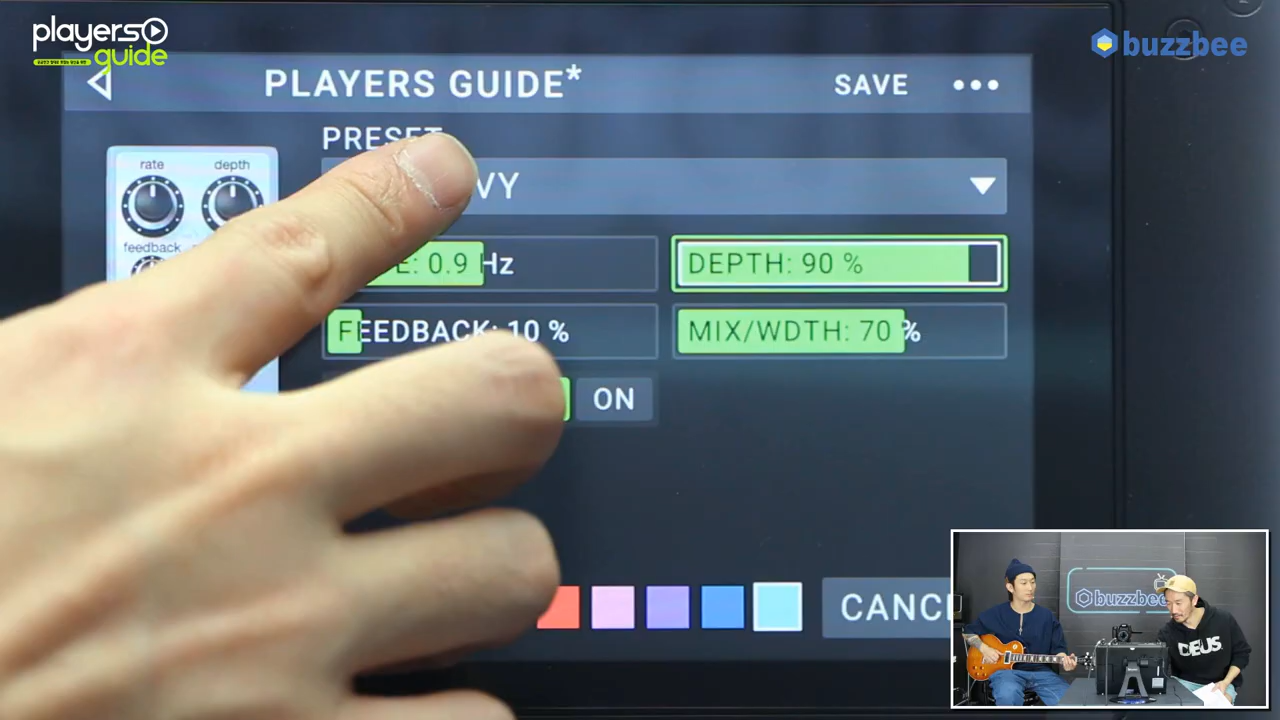 players
guide
buzzbee
PLAYERS GUIDE*
SAVE
PRESET
rate
depth
feedback
0.9 Hz
DEPTH: 90 %
FEEDBACK: 10 %
MIX/WDTH: 70 %
ON
buzzbee
DEUS